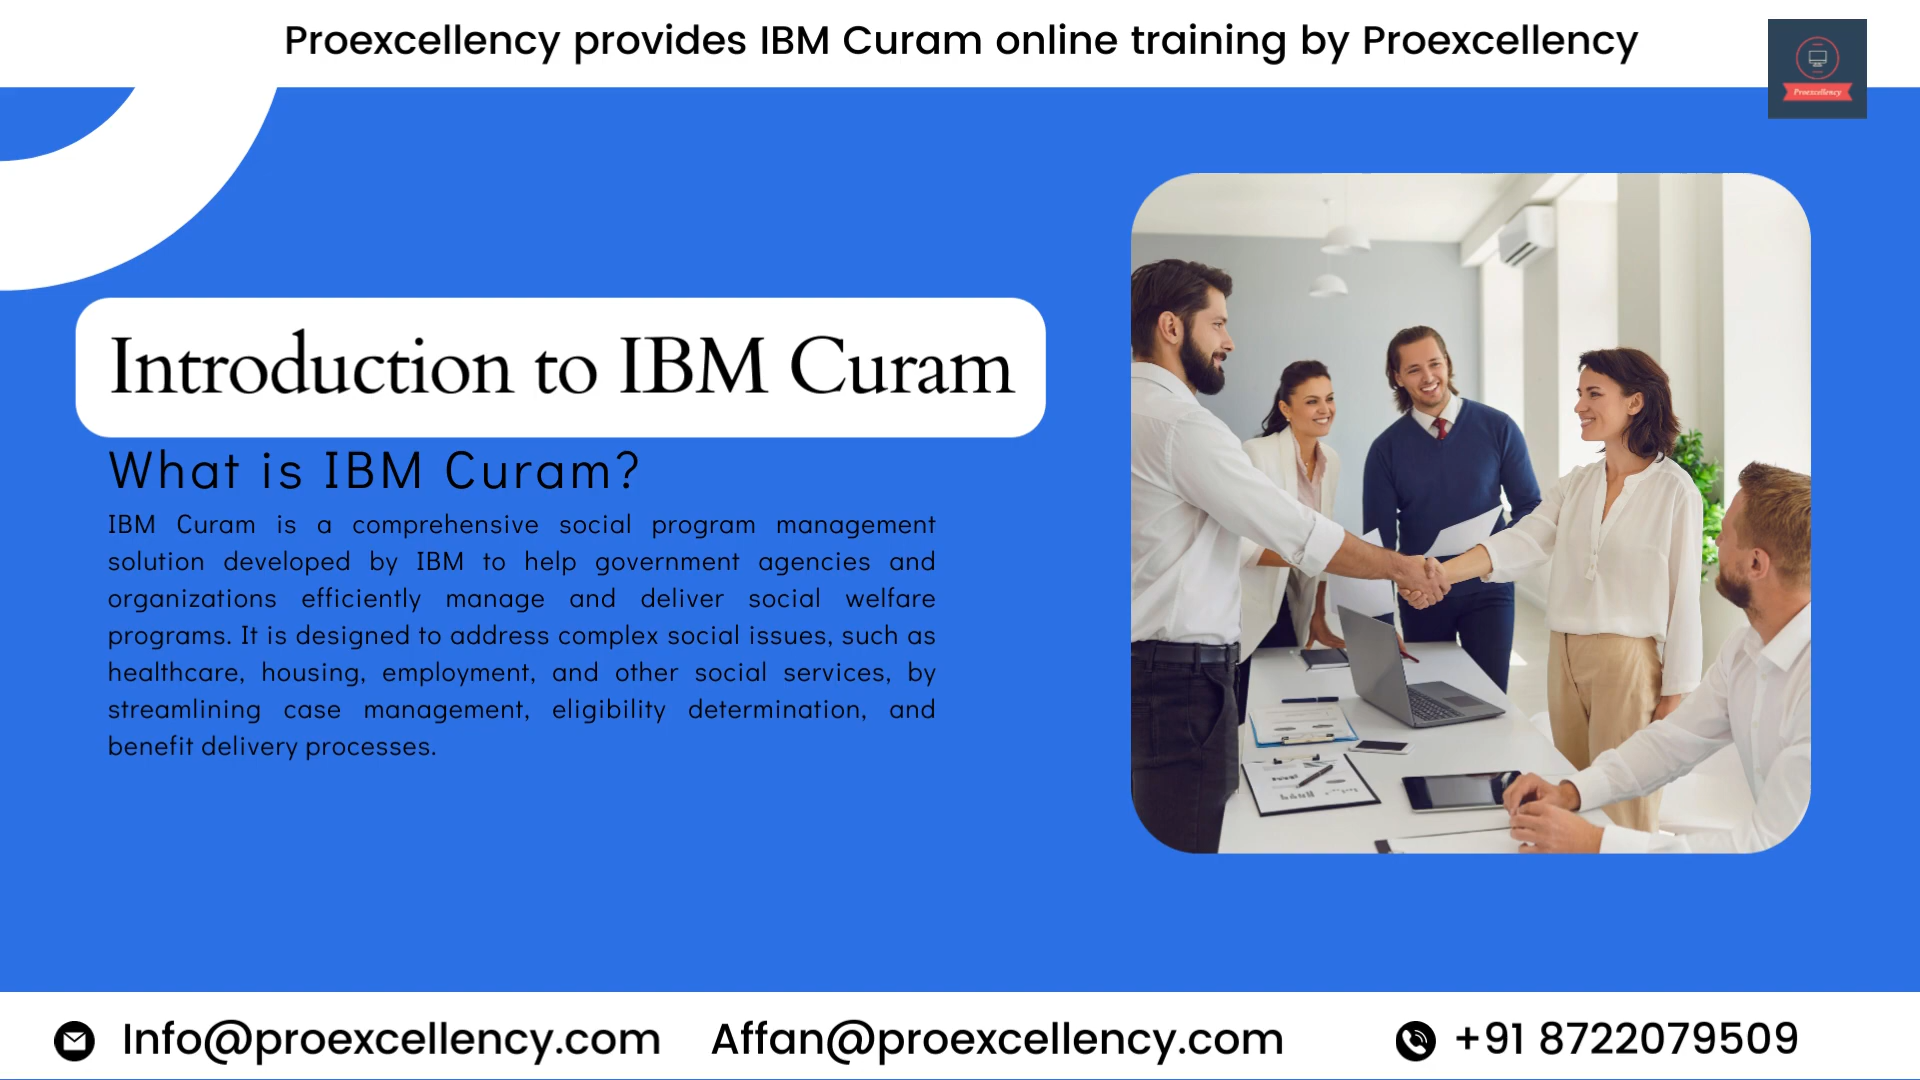 Proexcellency provides IBM Curam online training by Proexcellency
Proexcellency
Introduction to IBM Curam
What is IBM Curam?
IBM Curam is a comprehensive social program management
solution developed by IBM to help government agencies and
organizations efficiently manage and deliver social welfare
programs. It is designed to address complex social issues, such as
healthcare, housing, employment, and other social services, by
streamlining case management, eligibility determination, and
benefit delivery processes.
Info@proexcellency.com Affan@proexcellency.com +91 8722079509